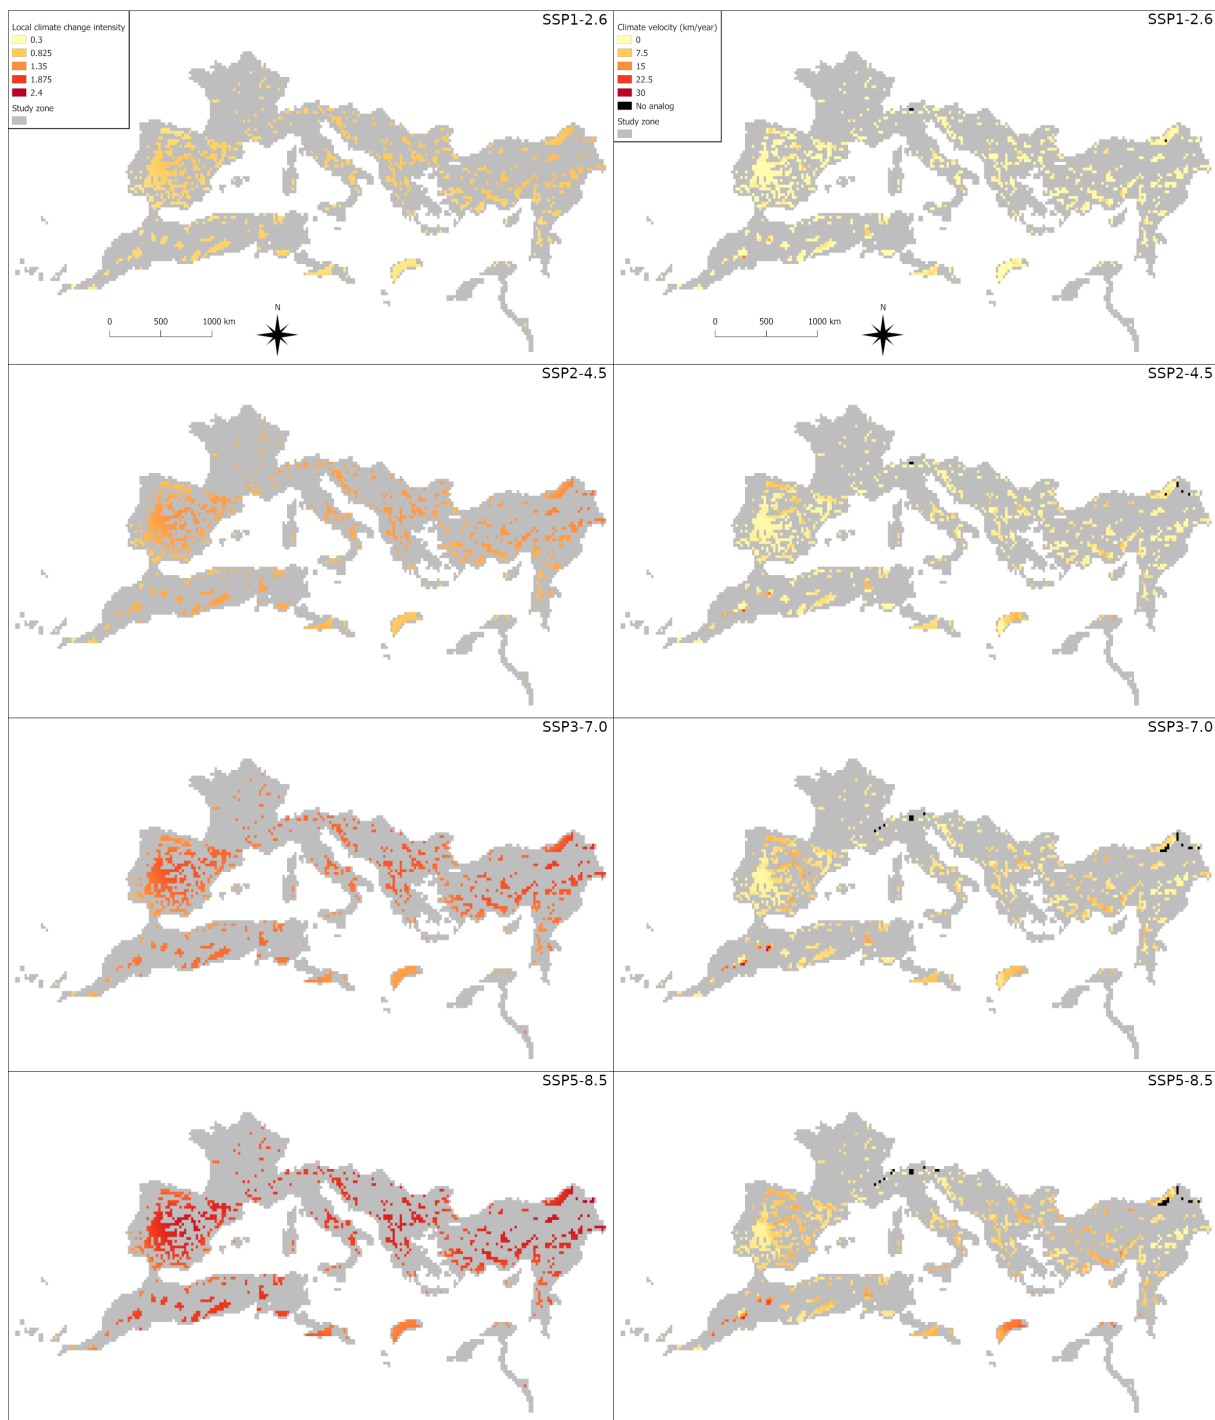 SSP1-2.6
Local climate change intensity
0.3
0.825
1.35
1.875
2.4
Study zone
N
0 500 1000 km
SSP1-2.6
Climate velocity (km/year)
0
7.5
15
22.5
30
No analog
Study zone
N
0 500 1000 km
SSP2-4.5
SSP2-4.5
SSP3-7.0
SSP3-7.0
SSP5-8.5
SSP5-8.5